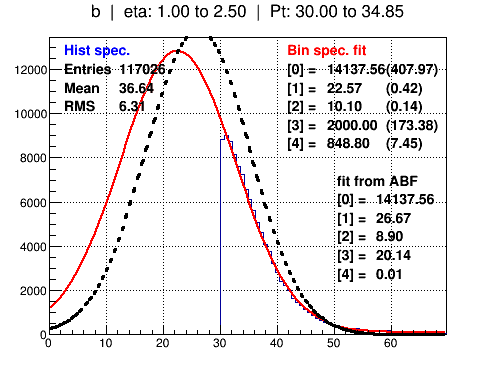 b | eta: 1.00 to 2.50 | Pt: 30.00 to 34.85
Hist spec.
Entries 117026
Mean 36.64
RMS 6.31
Bin spec. fit
[0] = 14137.56(407.97)
[1] = 22.57 (0.42)
[2] = 10.10 (0.14)
[3] = 2000.00 (173.38)
[4] = 848.80 (7.45)
fit from ABF
[0] = 14137.56
[1] = 26.67
[2] = 8.90
[3] = 20.14
[4] = 0.01
12000
10000
8000
6000
4000
2000
0
0 10 20 30 40 50 60